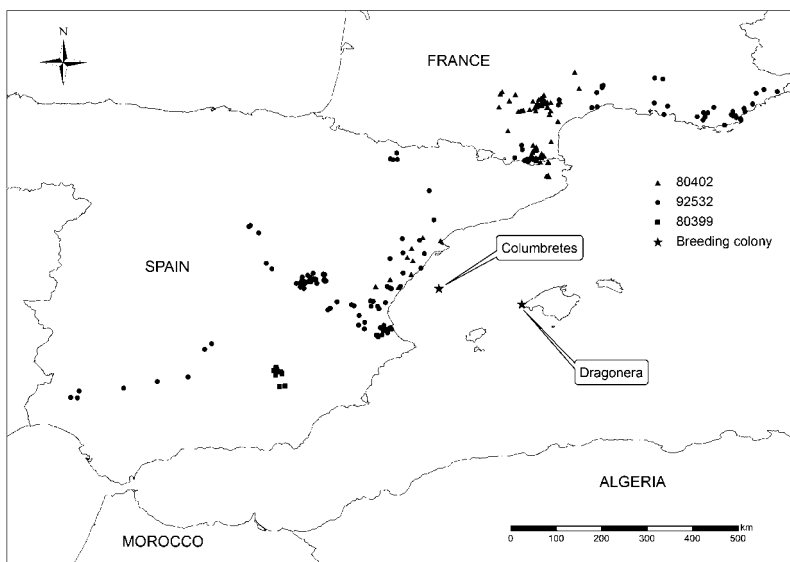 N
FRANCE
80402
92532
80399
Breeding colony
Columbretes
SPAIN
Dragonera
ALGERIA
km
0 100 200 300 400 500
MOROCCO